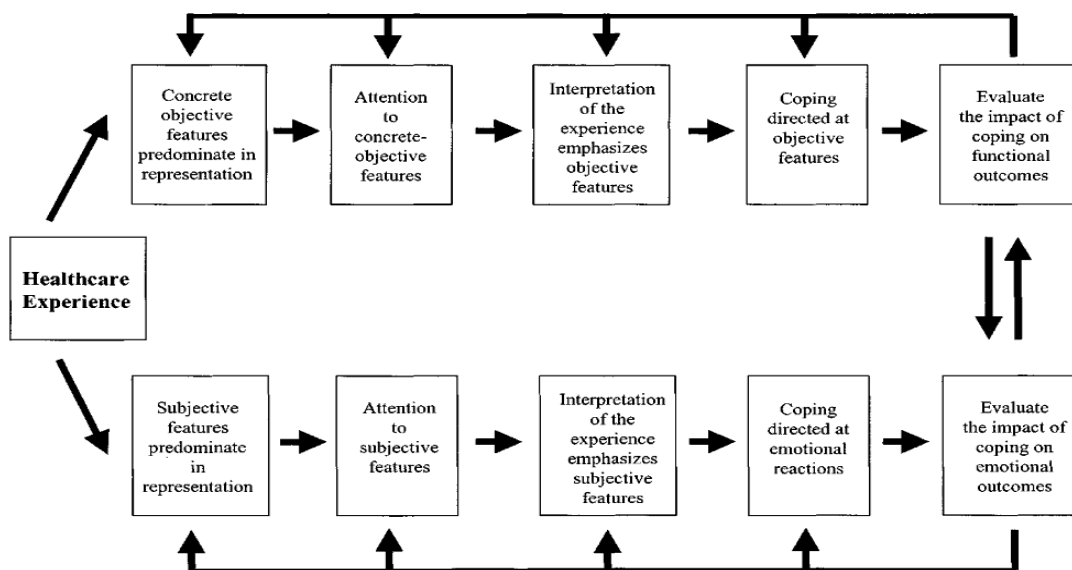 Concrete
objective
features
predominate in
representation
Attention
to
concrete-
objective
features
Interpretation
of the
experience
emphasizes
objective
features
Coping
directed at
objective
features
Evaluate
the impact of
coping on
functional
outcomes
Healthcare
Experience
Subjective
features
predominate
in
representation
Attention
to
subjective
features
Interpretation
of the
experience
emphasizes
subjective
features
Coping
directed at
emotional
reactions
Evaluate
the impact of
coping on
emotional
outcomes